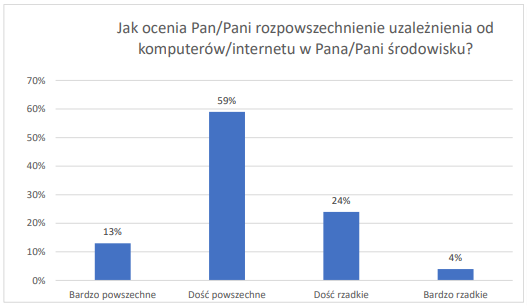 Jak ocenia Pan/Pani rozpowszechnienie uzależnienia od
komputerów/internetu w Pana/Pani środowisku?
70%
60%
50%
40%
30%
20%
10%
0%
13%
59%
24%
4%
Bardzo powszechne
Dość powszechne
Dość rzadkie
Bardzo rzadkie